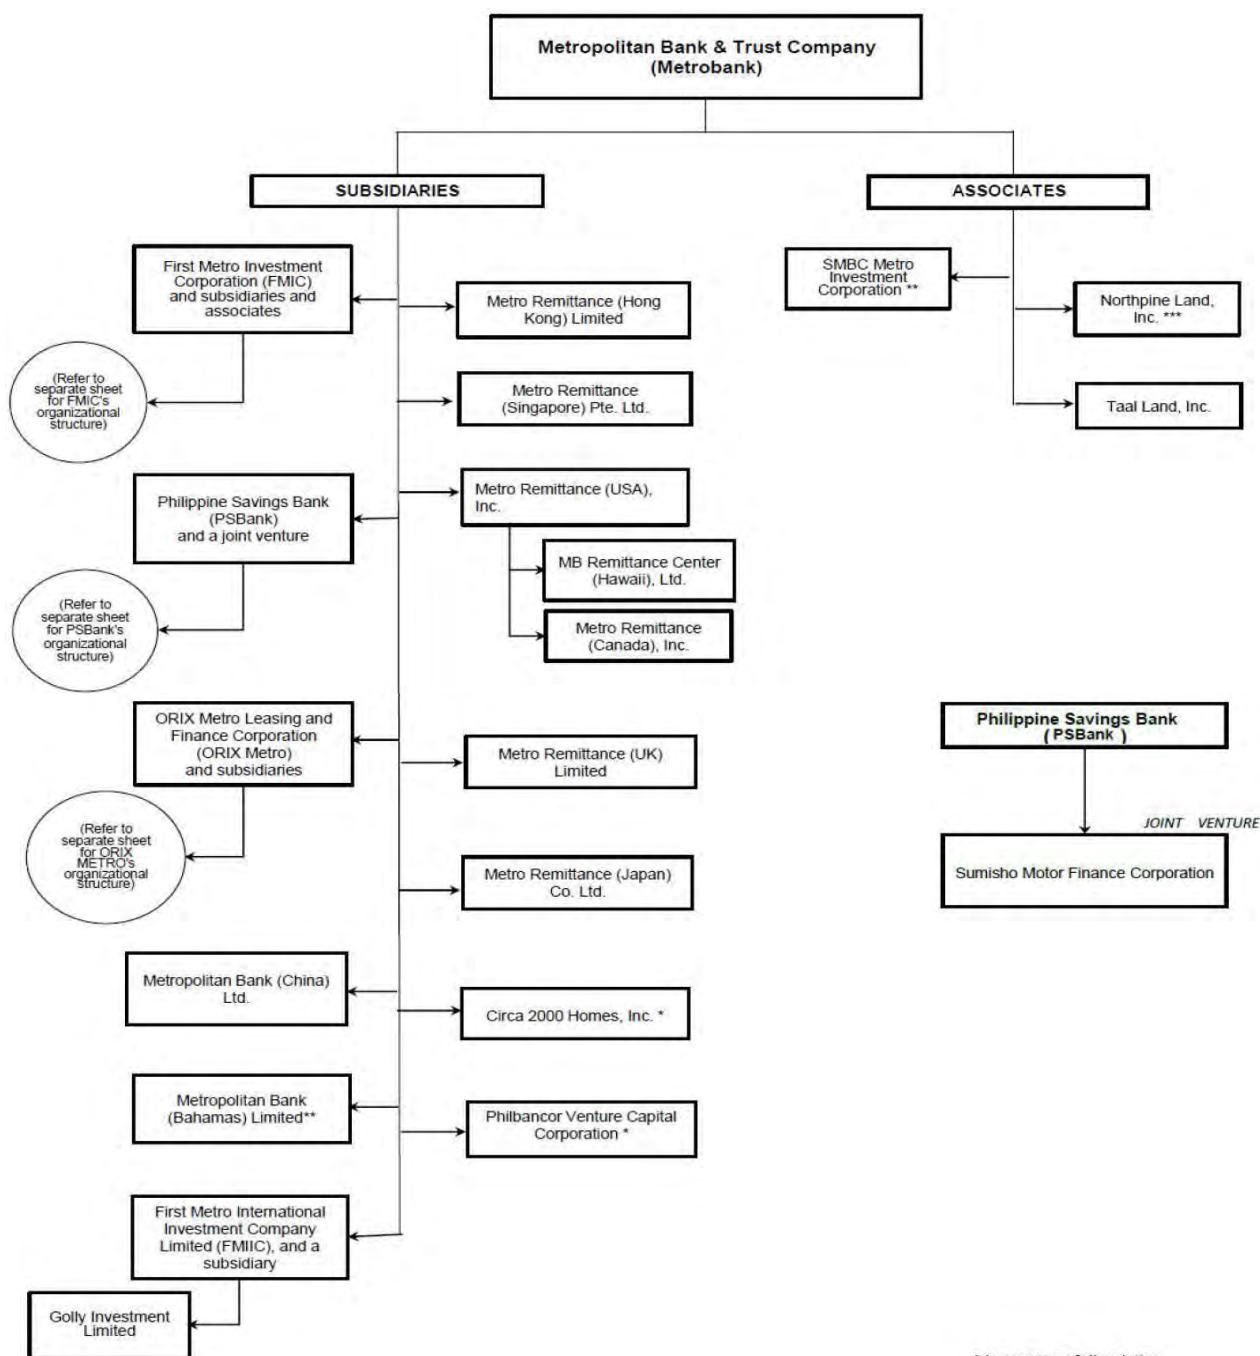 Metropolitan Bank & Trust Company
(Metrobank)
SUBSIDIARIES
ASSOCIATES
First Metro Investment
Corporation (FMIC)
and subsidiaries and
associates
(Refer to
separate sheet
for FMIC's
organizational
structure)
Metro Remittance (Hong
Kong) Limited
Metro Remittance
(Singapore) Pte. Ltd.
Philippine Savings Bank
(PSBank)
and a joint venture
(Refer to
separate sheet
for PSBank's
organizational
structure)
Metro Remittance (USA),
Inc.
MB Remittance Center
(Hawaii), Ltd.
Metro Remittance
(Canada), Inc.
ORIX Metro Leasing and
Finance Corporation
(ORIX Metro)
and subsidiaries
(Refer to
separate sheet
for ORIX
METRO's
organizational
structure)
Metro Remittance (UK)
Limited
Metro Remittance (Japan)
Co. Ltd.
Metropolitan Bank (China)
Ltd.
Circa 2000 Homes, Inc. *
Metropolitan Bank
(Bahamas) Limited**
Philbancor Venture Capital
Corporation *
First Metro International
Investment Company
Limited (FMIIC), and a
subsidiary
Golly Investment
Limited
SMBC Metro
Investment
Corporation **
Northpine Land,
Inc. ***
Taal Land, Inc.
Philippine Savings Bank
( PSBank )
JOINT VENTURE
Sumisho Motor Finance Corporation